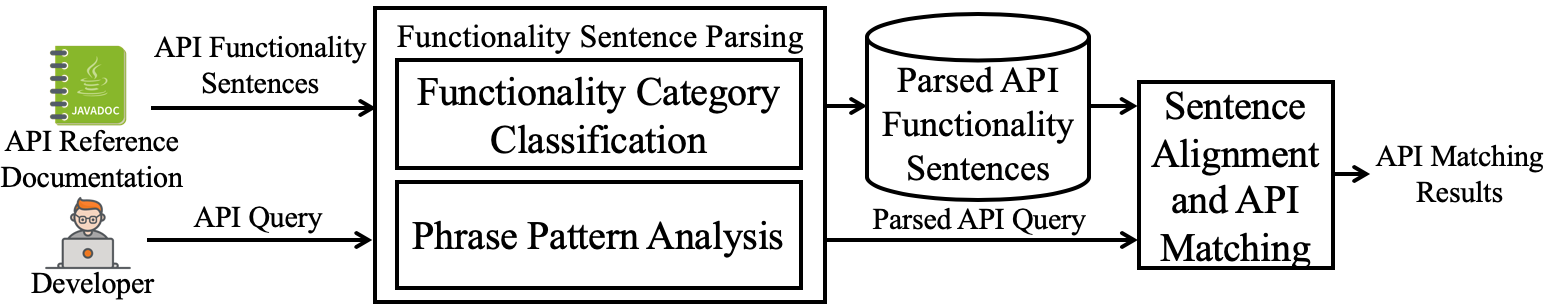 JAVADOC
API Reference
Documentation
API Functionality
Sentences
Developer
API Query
Functionality Sentence Parsing
Functionality Category
Classification
Phrase Pattern Analysis
Parsed API
Functionality
Sentences
Parsed API Query
Sentence
Alignment
and API
Matching
API Matching
Results